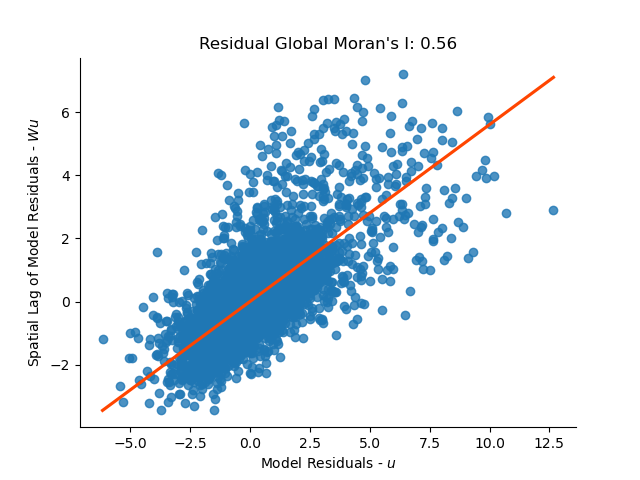 Residual Global Moran's I: 0.56
Spatial Lag of Model Residuals - Wu
6
4
2
0
−2
−5.0 −2.5 0.0 2.5 5.0 7.5 10.0 12.5
Model Residuals - u